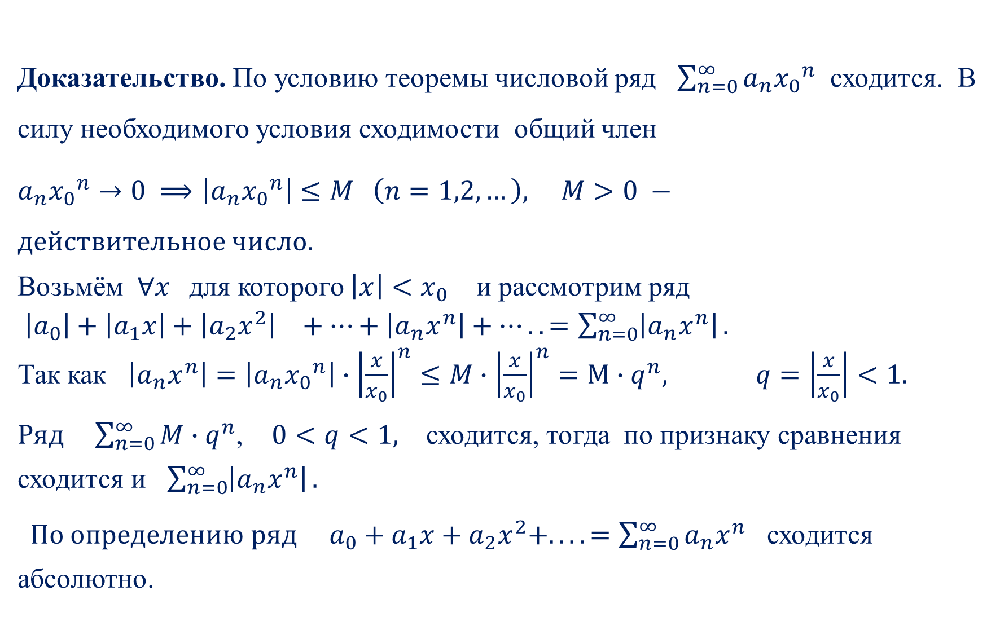 Доказательство. По условию теоремы числовой ряд $\sum_{n=0}^{\infty} a_n {x_0}^n$ сходится. В
силу необходимого условия сходимости общий член
$a_n {x_0}^n \to 0 \implies |a_n {x_0}^n| \leq M \quad (n = 1,2, \dots), \quad M > 0 \; -$
действительное число.
Возьмём $\forall x$ для которого $|x| < x_0$ и рассмотрим ряд
$|a_0| + |a_1 x| + |a_2 x^2| \quad + \cdots + |a_n x^n| + \cdots .. = \sum_{n=0}^{\infty} |a_n x^n|.$
Так как $|a_n x^n| = |a_n {x_0}^n| \cdot \left|\frac{x}{x_0}\right|^n \leq M \cdot \left|\frac{x}{x_0}\right|^n = \mathrm{M} \cdot q^n, \qquad q = \left|\frac{x}{x_0}\right| < 1.$
Ряд $\sum_{n=0}^{\infty} M \cdot q^n, \quad 0 < q < 1,$ сходится, тогда по признаку сравнения
сходится и $\sum_{n=0}^{\infty} |a_n x^n|.$
По определению ряд $a_0 + a_1 x + a_2 x^2 + .... = \sum_{n=0}^{\infty} a_n x^n$ сходится
абсолютно.